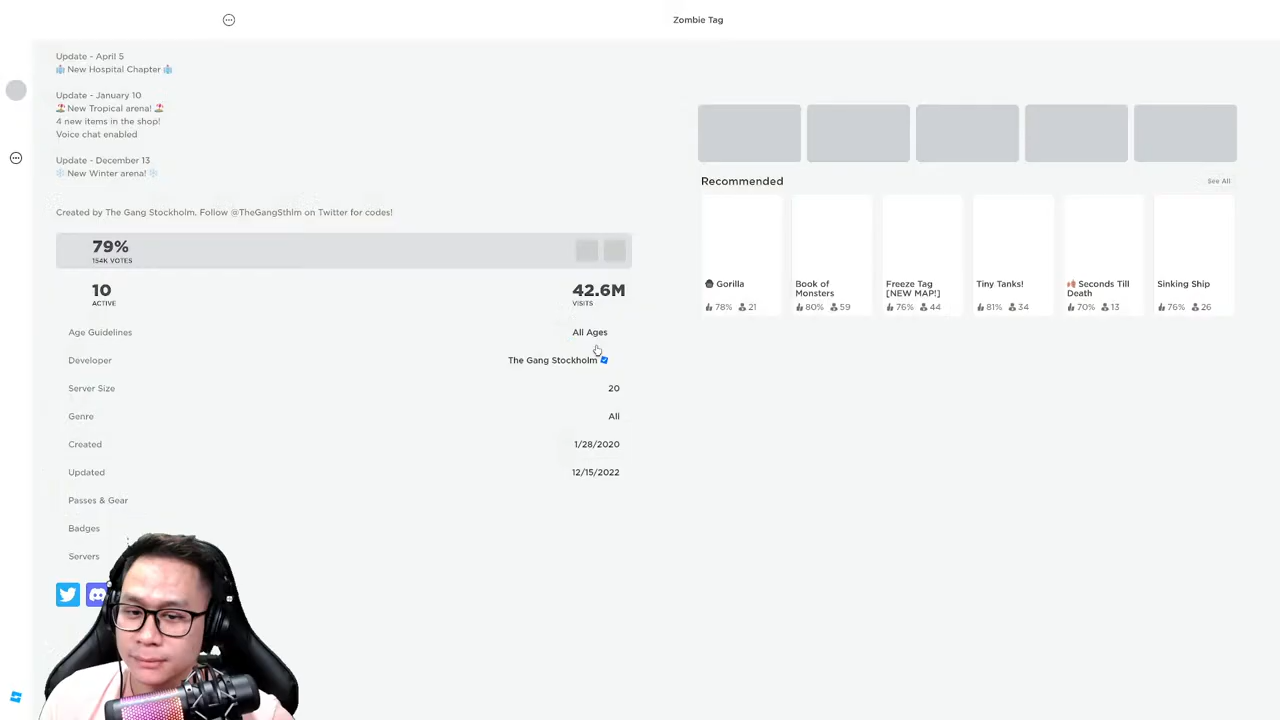 Zombie Tag
Update - April 5
New Hospital Chapter
Update - January 10
New Tropical arena!
4 new items in the shop!
Voice chat enabled
Update - December 13
New Winter arena!
Created by The Gang Stockholm. Follow @TheGangSthlm on Twitter for codes!
79%
154K VOTES
10
ACTIVE
42.6M
VISITS
Age Guidelines
All Ages
Developer
The Gang Stockholm
Server Size
20
Genre
All
Created
1/28/2020
Updated
12/15/2022
Passes & Gear
Badges
Servers
Recommended
See All
Gorilla
78% 21
Book of
Monsters
80% 59
Freeze Tag
[NEW MAP!]
76% 44
Tiny Tanks!
81% 34
Seconds Till
Death
70% 13
Sinking Ship
76% 26